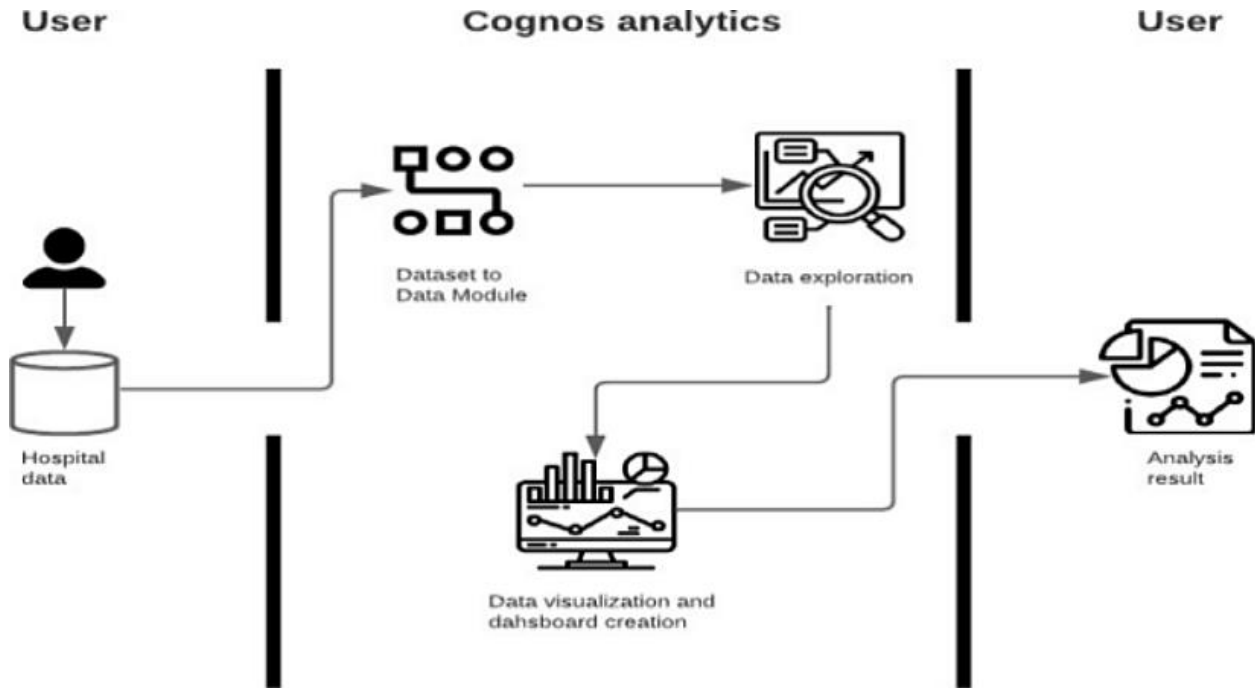 User
Cognos analytics
User
Dataset to
Data Module
Data exploration
Hospital
data
Analysis
result
Data visualization and
dahsboard creation